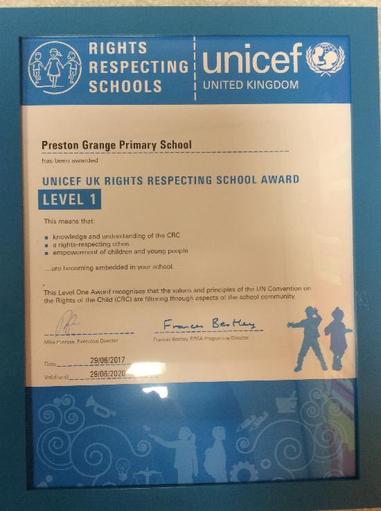 RIGHTS
RESPECTING
SCHOOLS
unicef
UNITED KINGDOM
Preston Grange Primary School
has been awarded
UNICEF UK RIGHTS RESPECTING SCHOOL AWARD
LEVEL 1
This means that:
knowledge and understanding of the CRC
a rights-respecting ethos
empowerment of children and young people
...are becoming embedded in your school.
This Level One Award recognises that the values and principles of the UN Convention on
the Rights of the Child (CRC) are filtering through aspects of the school community.
Frances Bestley
Mike Penrose, Executive Director
Frances Bestley, RRSA Programme Director
Date 29/06/2017
Valid until 29/06/2020